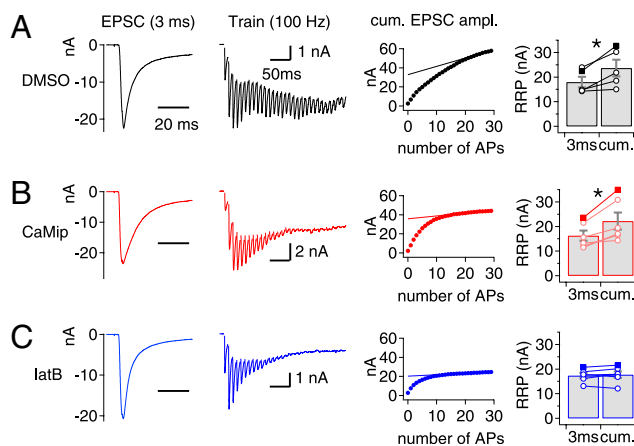 A EPSC (3 ms) Train (100 Hz) cum. EPSC ampl.
nA 0 -10 -20
DMSO
20 ms
1 nA
50ms
nA 60 40 20 0
0 10 20 30
number of APs
RRP (nA) 30 20 10 0
*
3ms cum.
B
nA 0 -10 -20
CaMip
2 nA
nA 60 40 20 0
0 10 20 30
number of APs
RRP (nA) 30 20 10 0
*
3ms cum.
C
nA 0 -10 -20
latB
1 nA
nA 60 40 20 0
0 10 20 30
number of APs
RRP (nA) 30 20 10 0
3ms cum.